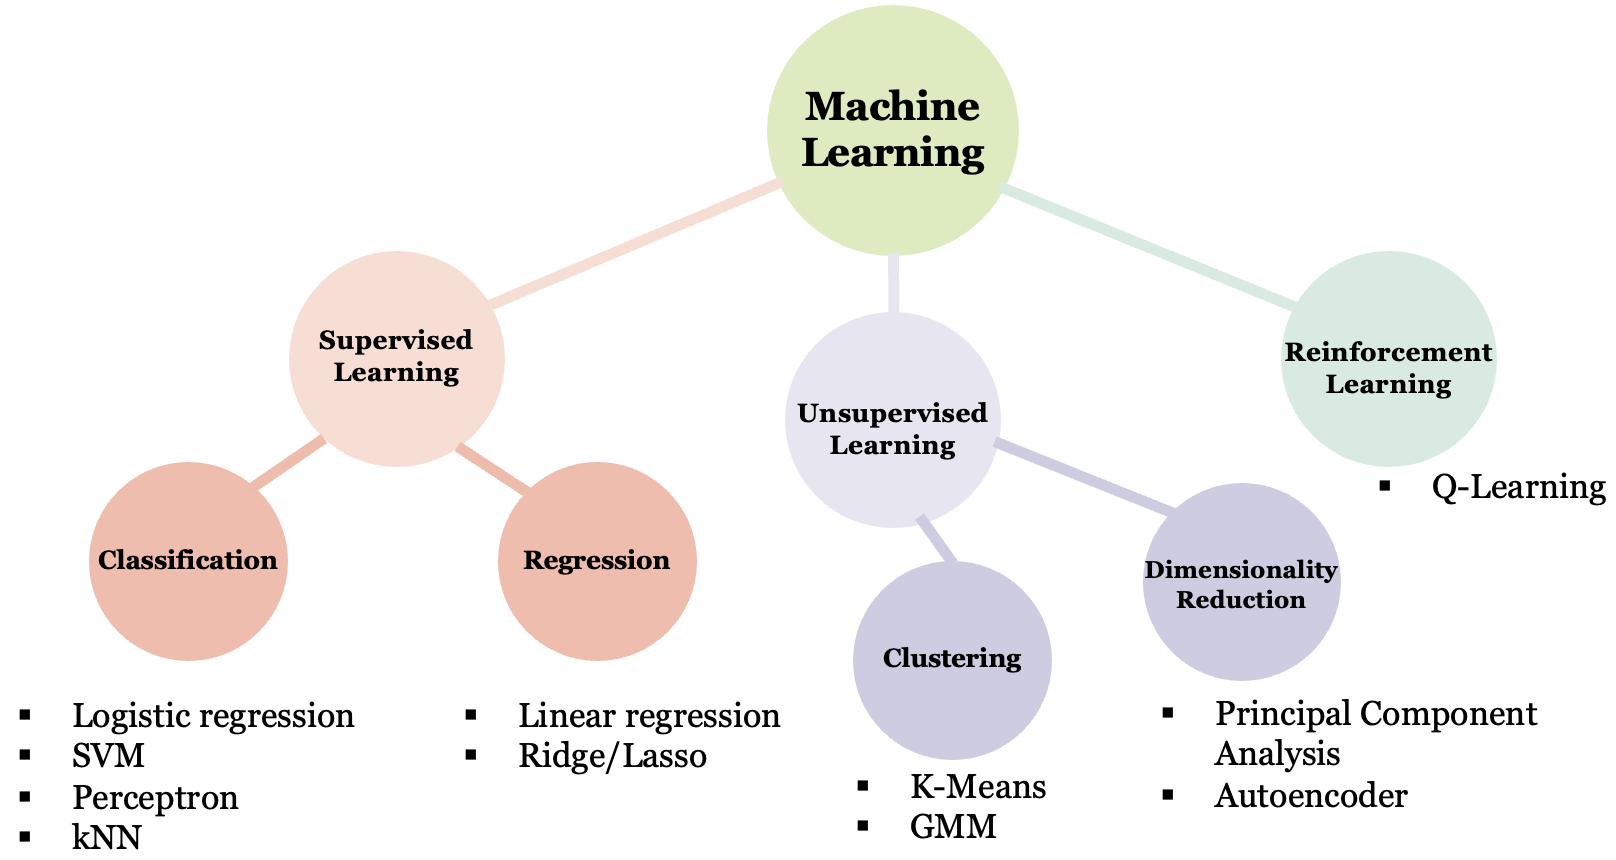 Machine
Learning
Supervised
Learning
Unsupervised
Learning
Reinforcement
Learning
▪ Q-Learning
Classification
Regression
Clustering
Dimensionality
Reduction
▪ Logistic regression
▪ SVM
▪ Perceptron
▪ kNN
▪ Linear regression
▪ Ridge/Lasso
▪ K-Means
▪ GMM
▪ Principal Component
Analysis
▪ Autoencoder